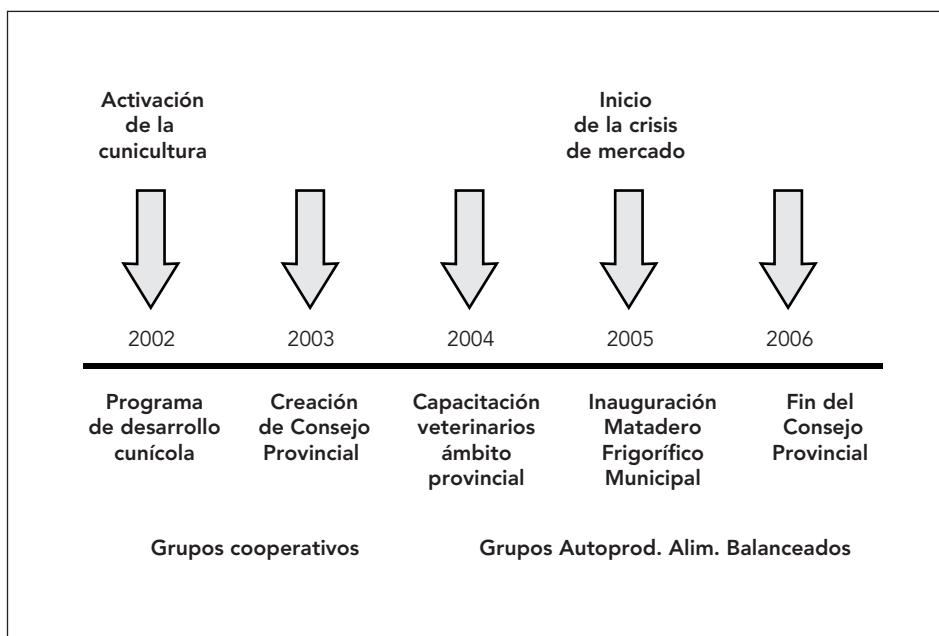 Activación
de la
cunicultura
Inicio
de la crisis
de mercado
2002
2003
2004
2005
2006
Programa
de desarrollo
cunícola
Creación
de Consejo
Provincial
Capacitación
veterinarios
ámbito
provincial
Inauguración
Matadero
Frigorífico
Municipal
Fin del
Consejo
Provincial
Grupos cooperativos
Grupos Autoprod. Alim. Balanceados